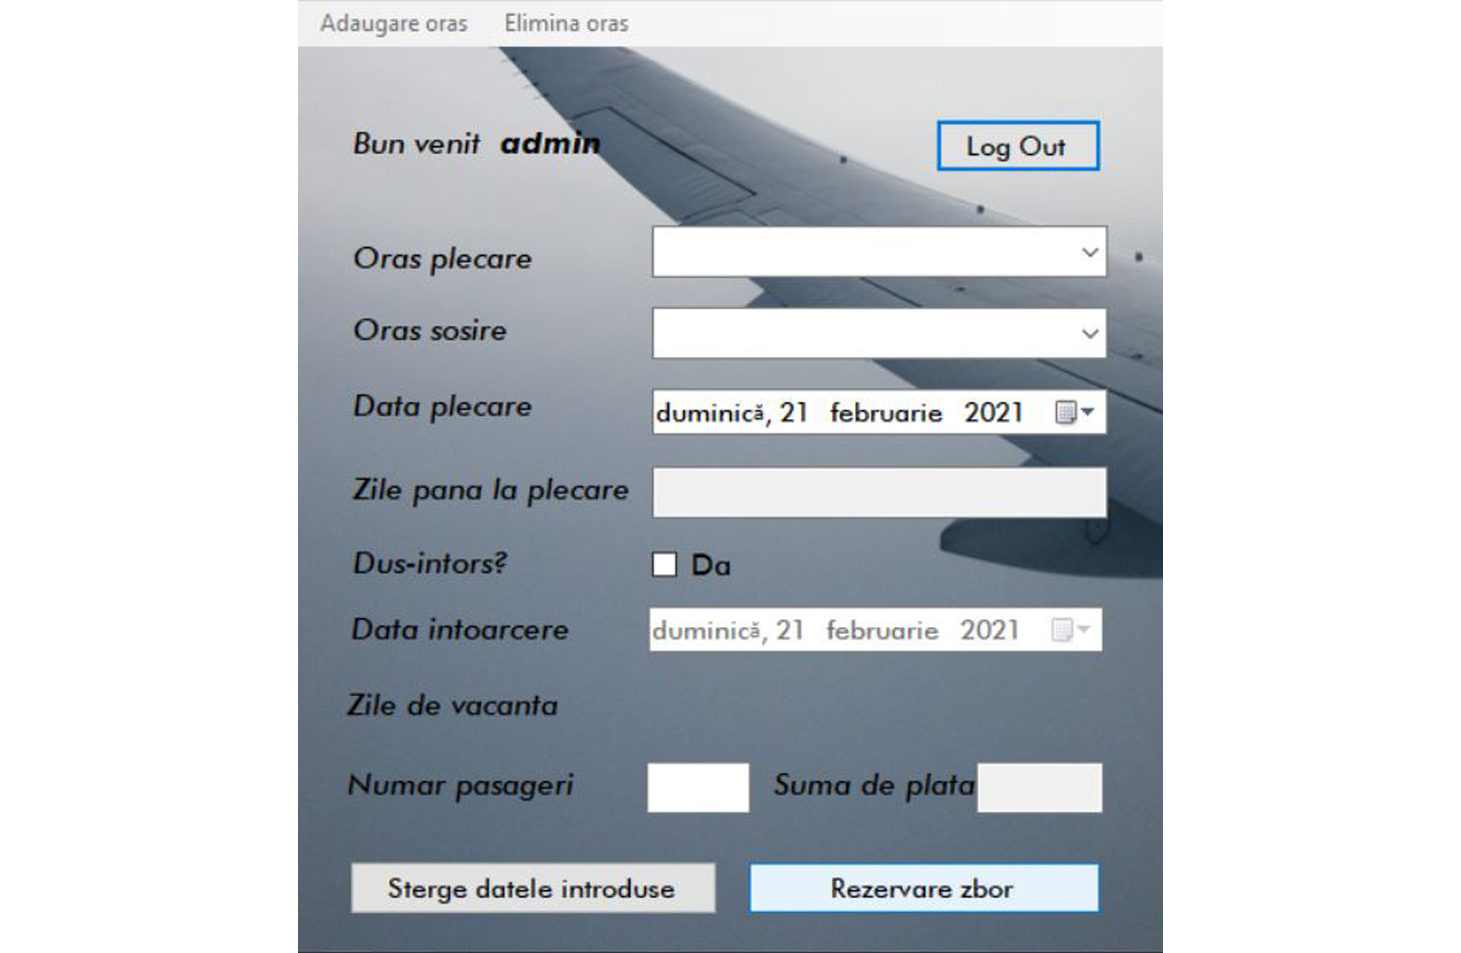 Adaugare oras Elimina oras
Bun venit admin Log Out
Oras plecare
Oras sosire
Data plecare duminică, 21 februarie 2021
Zile pana la plecare
Dus-intors? Da
Data intoarcere duminică, 21 februarie 2021
Zile de vacanta
Numar pasageri Suma de plata
Sterge datele introduse Rezervare zbor